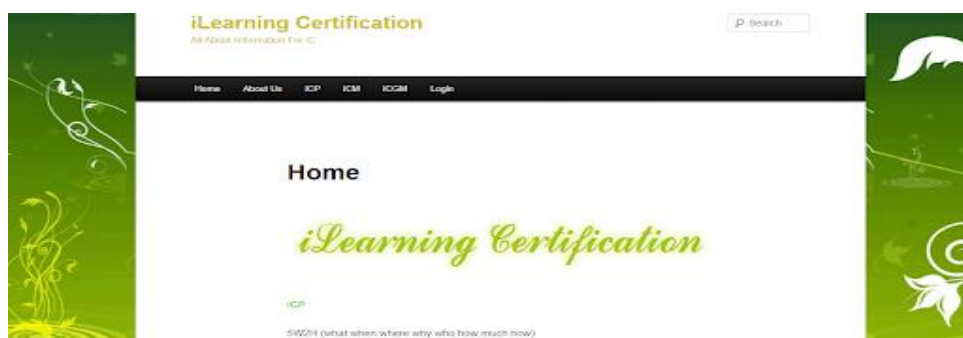 iLearning Certification
All About Information For iC
Search
Home About Us ICP ICM ICGM Login
Home
iLearning Certification
iCP
5W2H (what when where why who how much how)